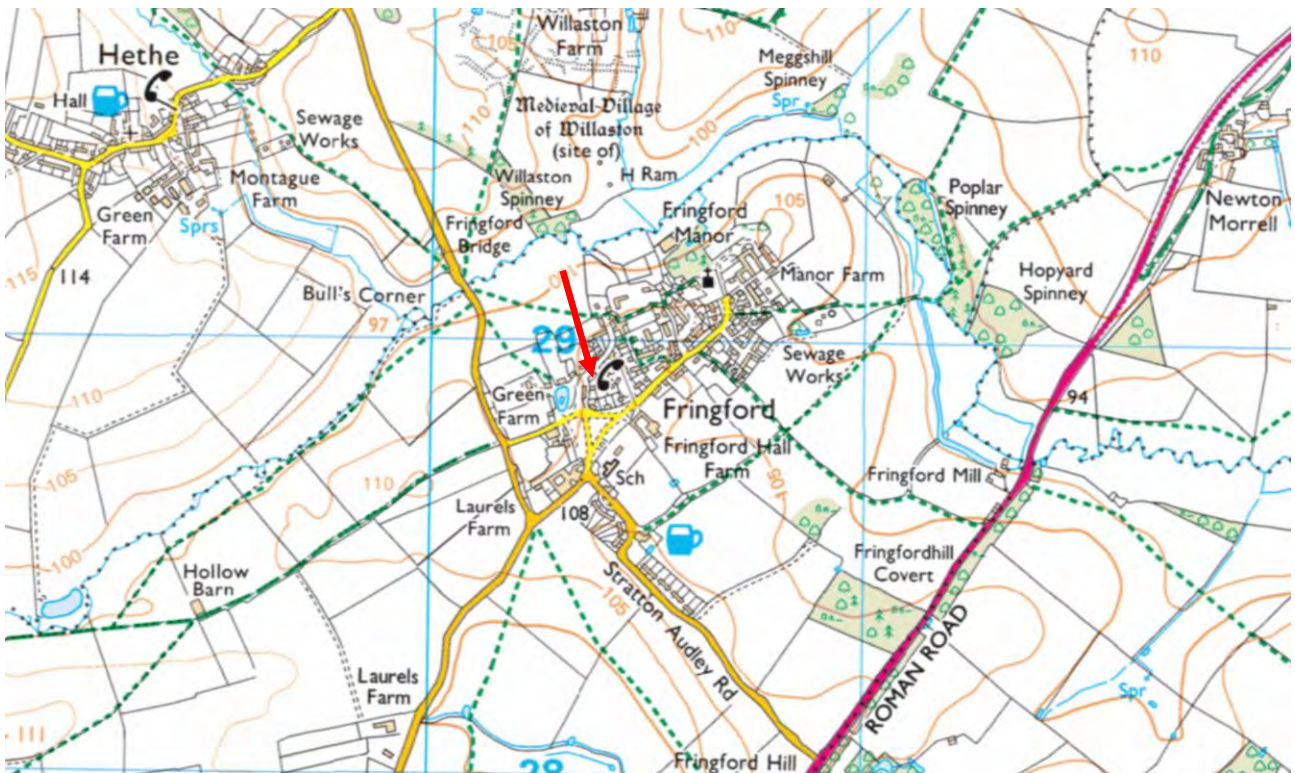 Hethe
Hall
Sewage
Works
Montague
Farm
Green
Farm
Sprs
115
114
105
Willaston
Farm
110
Medieval Village
of Willaston
(site of)
Willaston
Spinney
H Ram
Fringford
Bridge
Bull's Corner
97
100
Meggshill
Spinney
Spr
110
100
110
Poplar
Spinney
Newton
Morrell
Hopyard
Spinney
105
Fringford
Manor
Manor Farm
29
Sewage
Works
94
Green
Farm
Fringford
Fringford Hall
Farm
Fringford Mill
105
Sch
110
110
105
100
Laurels
Farm
108
Hollow
Barn
Fringfordhill
Covert
Stratton Audley Rd
105
ROMAN ROAD
Laurels
Farm
111
28
Fringford Hill
Spr